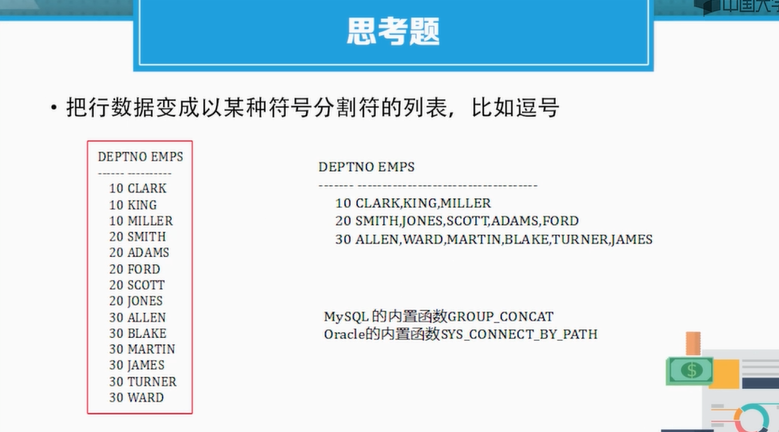 中国大学
思考题
• 把行数据变成以某种符号分割符的列表，比如逗号
DEPTNO EMPS
------ ----------
10 CLARK
10 KING
10 MILLER
20 SMITH
20 ADAMS
20 FORD
20 SCOTT
20 JONES
30 ALLEN
30 BLAKE
30 MARTIN
30 JAMES
30 TURNER
30 WARD
DEPTNO EMPS
------- ------------------------------------
10 CLARK,KING,MILLER
20 SMITH,JONES,SCOTT,ADAMS,FORD
30 ALLEN,WARD,MARTIN,BLAKE,TURNER,JAMES
MySQL 的内置函数GROUP_CONCAT
Oracle的内置函数SYS_CONNECT_BY_PATH
$